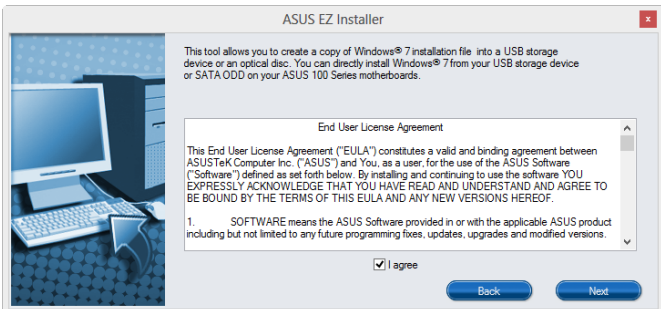 ASUS EZ Installer
x
This tool allows you to create a copy of Windows® 7 installation file into a USB storage
device or an optical disc. You can directly install Windows® 7 from your USB storage device
or SATA ODD on your ASUS 100 Series motherboards.
End User License Agreement
This End User License Agreement ("EULA") constitutes a valid and binding agreement between
ASUSTeK Computer Inc. ("ASUS") and You, as a user, for the use of the ASUS Software
("Software") defined as set forth below. By installing and continuing to use the software YOU
EXPRESSLY ACKNOWLEDGE THAT YOU HAVE READ AND UNDERSTAND AND AGREE TO
BE BOUND BY THE TERMS OF THIS EULA AND ANY NEW VERSIONS HEREOF.
1. SOFTWARE means the ASUS Software provided in or with the applicable ASUS product
including but not limited to any future programming fixes, updates, upgrades and modified versions.
I agree
Back Next